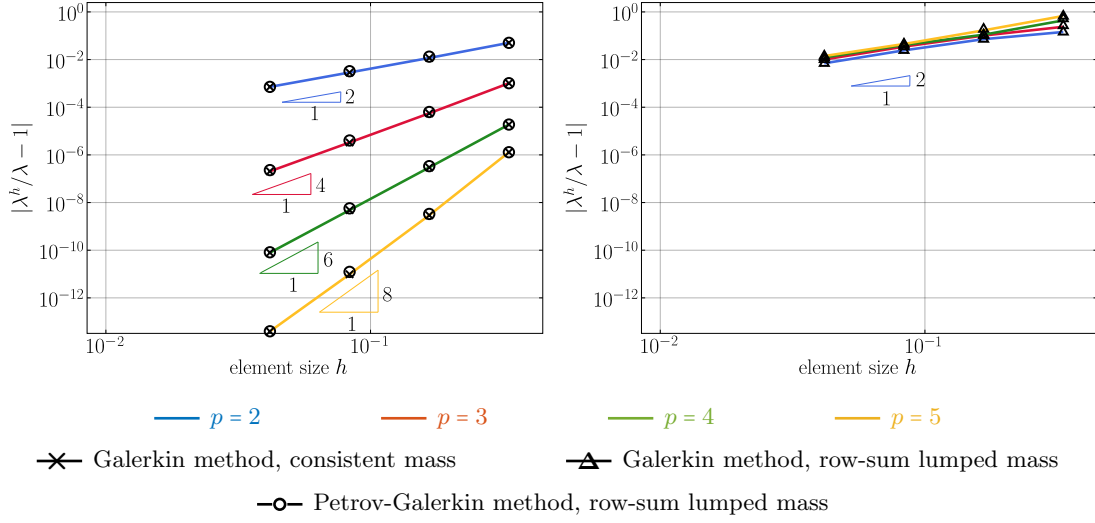 10^0
10^−2
10^−4
10^−6
10^−8
10^−10
10^−12
|λ^h/λ − 1|
2
1
4
1
6
1
8
1
10^−2
10^−1
element size h
10^0
10^−2
10^−4
10^−6
10^−8
10^−10
10^−12
|λ^h/λ − 1|
2
1
10^−2
10^−1
element size h
p = 2
p = 3
p = 4
p = 5
Galerkin method, consistent mass
Galerkin method, row-sum lumped mass
Petrov-Galerkin method, row-sum lumped mass